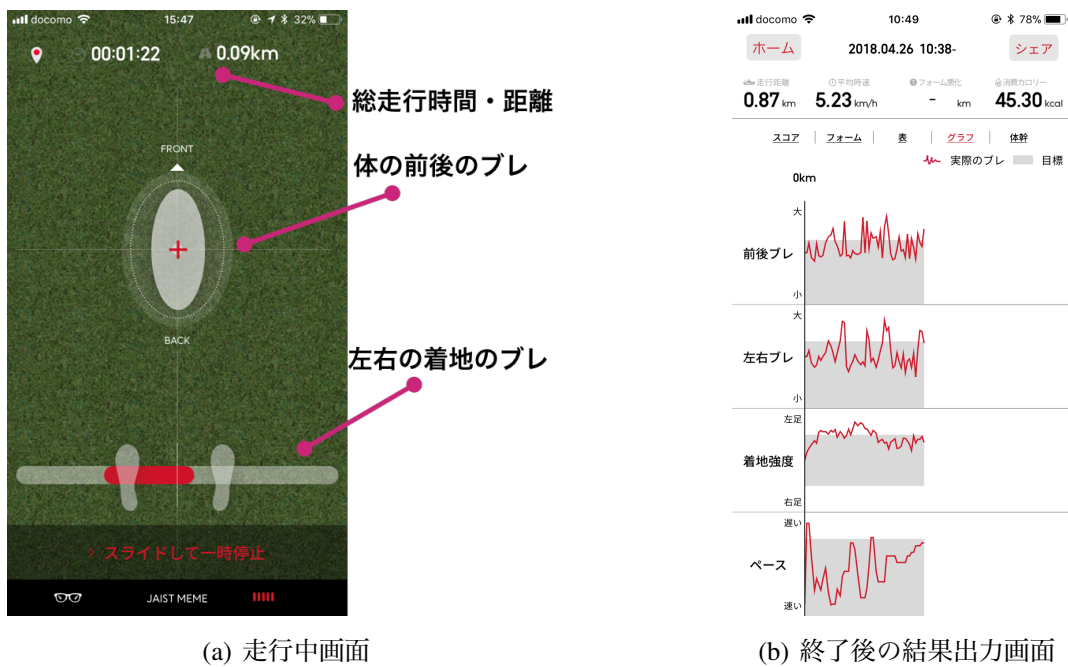 docomo 15:47 32%
00:01:22 0.09km
総走行時間・距離
FRONT
体の前後のブレ
BACK
左右の着地のブレ
スライドして一時停止
JAIST MEME
(a) 走行中画面
docomo 10:49 78%
ホーム 2018.04.26 10:38- シェア
走行距離 平均時速 フォーム悪化 消費カロリー
0.87 km 5.23 km/h - km 45.30 kcal
スコア フォーム 表 グラフ 体幹
実際のブレ 目標
0km
大
前後ブレ
小
大
左右ブレ
小
左足
着地強度
右足
遅い
ペース
速い
(b) 終了後の結果出力画面